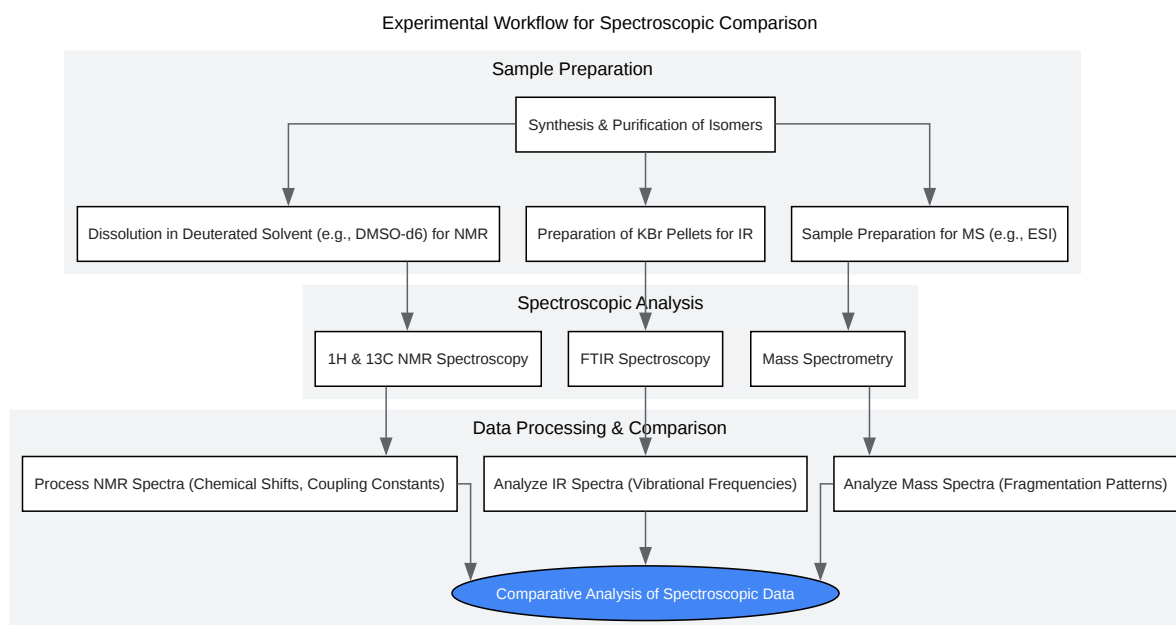 Experimental Workflow for Spectroscopic Comparison
Sample Preparation
Synthesis & Purification of Isomers
Dissolution in Deuterated Solvent (e.g., DMSO-d6) for NMR
Preparation of KBr Pellets for IR
Sample Preparation for MS (e.g., ESI)
Spectroscopic Analysis
1H & 13C NMR Spectroscopy
FTIR Spectroscopy
Mass Spectrometry
Data Processing & Comparison
Process NMR Spectra (Chemical Shifts, Coupling Constants)
Analyze IR Spectra (Vibrational Frequencies)
Analyze Mass Spectra (Fragmentation Patterns)
Comparative Analysis of Spectroscopic Data